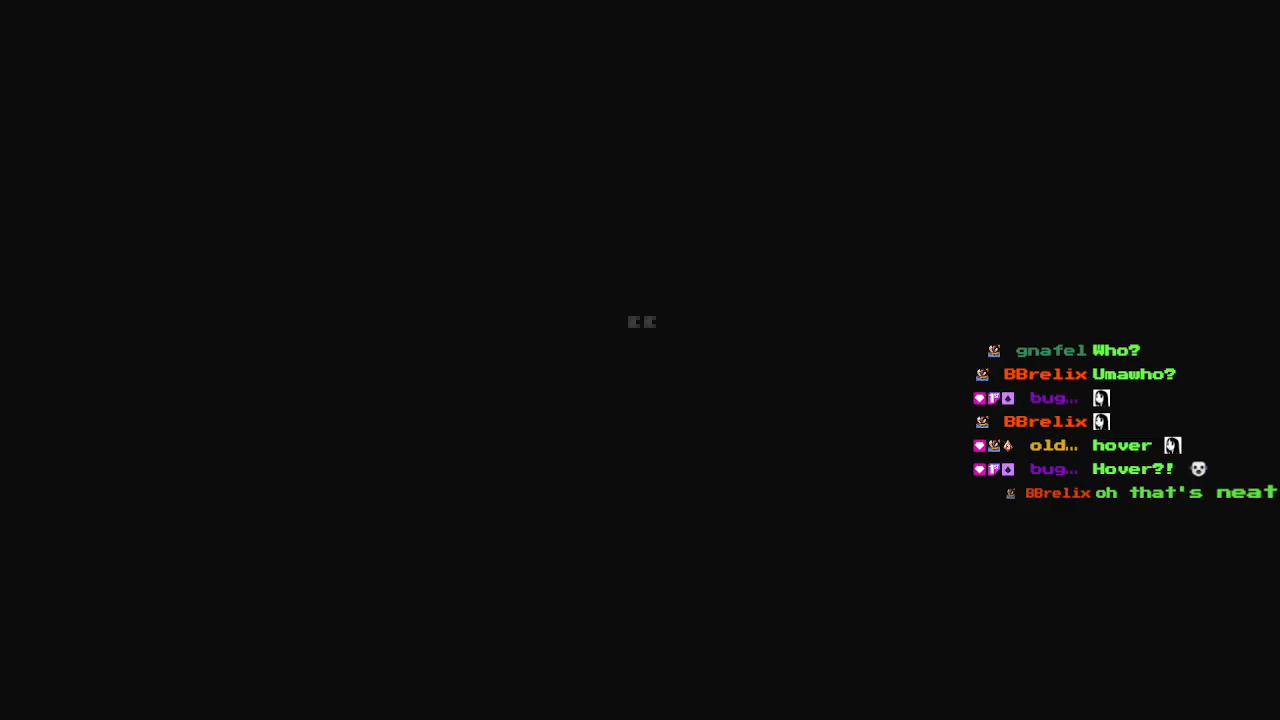 gnafel Who?
BBrelix Umawho?
bug…
BBrelix
old… hover
bug… Hover?!
BBrelix oh that's neat